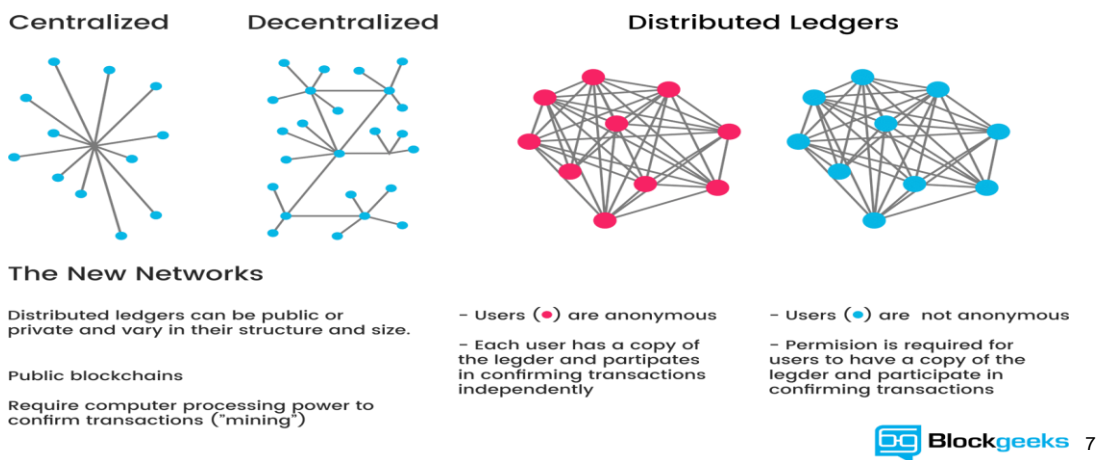 Centralized
Decentralized
Distributed Ledgers
The New Networks
Distributed ledgers can be public or
private and vary in their structure and size.
Public blockchains
Require computer processing power to
confirm transactions ("mining")
- Users (●) are anonymous
- Each user has a copy of
the legder and partipates
in confirming transactions
independently
- Users (●) are not anonymous
- Permision is required for
users to have a copy of the
legder and participate in
confirming transactions
Blockgeeks
7